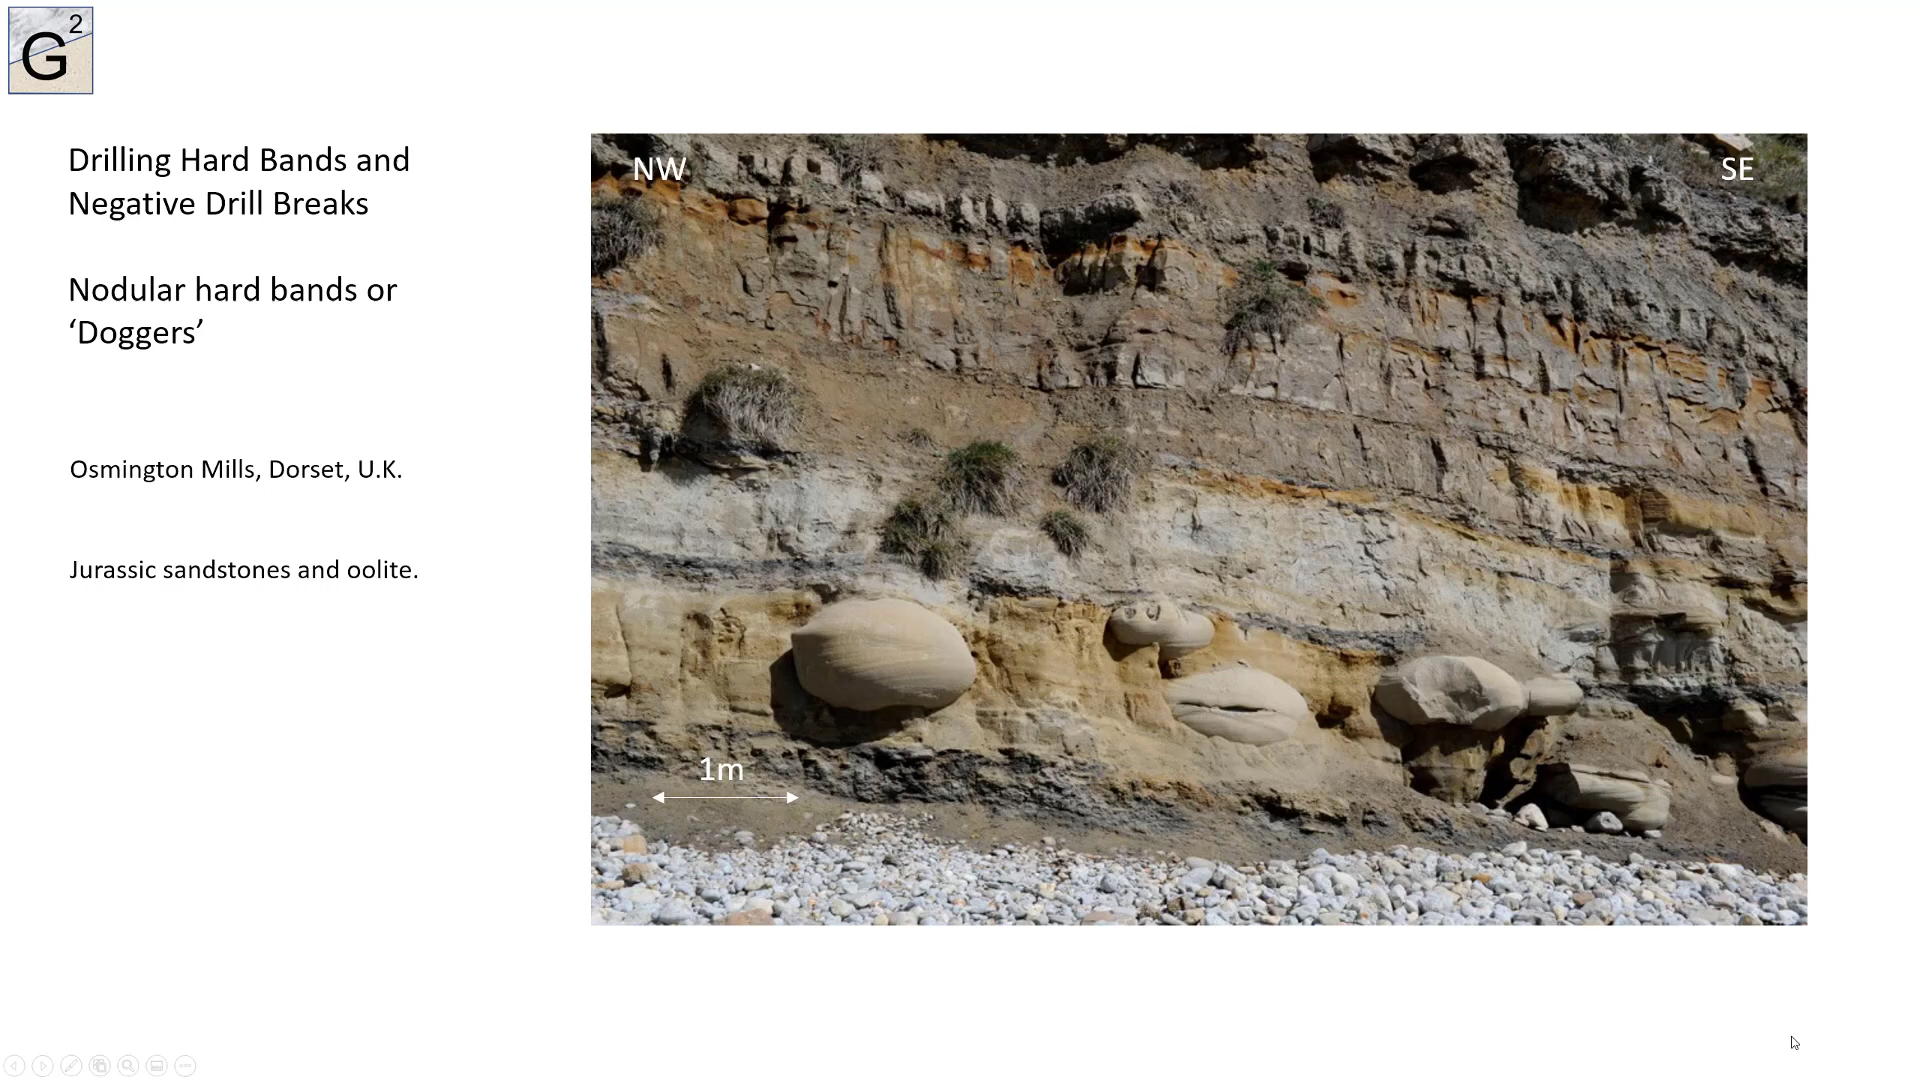 G2
Drilling Hard Bands and
Negative Drill Breaks
Nodular hard bands or
‘Doggers’
Osmington Mills, Dorset, U.K.
Jurassic sandstones and oolite.
NW
SE
1m